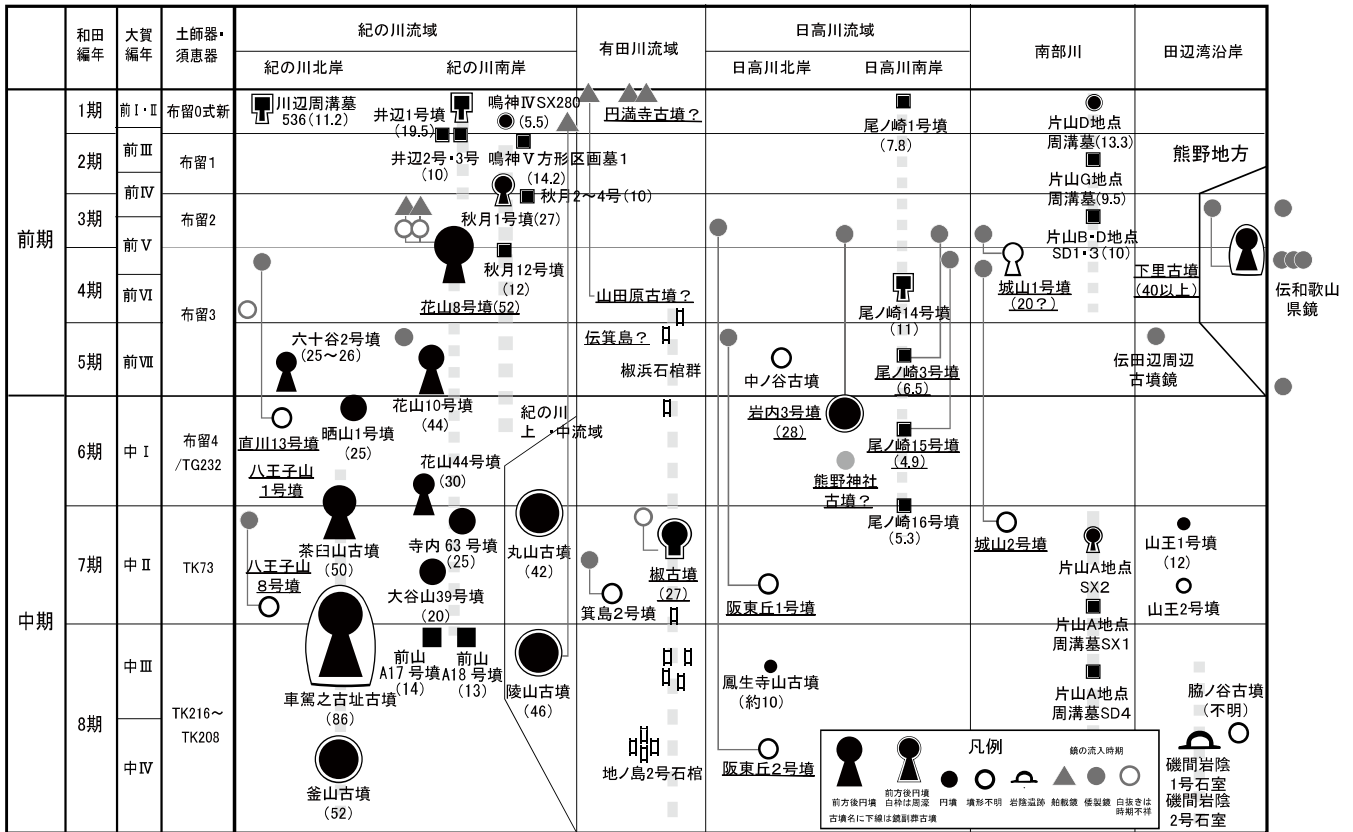 和田
編年
大賀
編年
土師器・
須恵器
紀の川流域
紀の川北岸
紀の川南岸
有田川流域
日高川流域
日高川北岸
日高川南岸
南部川
田辺湾沿岸
前期
中期
1期
2期
3期
4期
5期
6期
7期
8期
前Ⅰ・Ⅱ
前Ⅲ
前Ⅳ
前Ⅴ
前Ⅵ
前Ⅶ
中Ⅰ
中Ⅱ
中Ⅲ
中Ⅳ
布留0式新
布留1
布留2
布留3
布留4
/TG232
TK73
TK216～
TK208
川辺周溝墓
536(11.2)
六十谷2号墳
(25～26)
直川13号墳
晒山1号墳
(25)
八王子山
1号墳
茶臼山古墳
(50)
八王子山
8号墳
車駕之古址古墳
(86)
釜山古墳
(52)
井辺1号墳
(19.5)
鳴神ⅣSX280
(5.5)
井辺2号・3号
(10)
鳴神Ⅴ方形区画墓1
(14.2)
秋月2～4号(10)
秋月1号墳(27)
秋月12号墳
(12)
花山8号墳(52)
花山10号墳
(44)
紀の川
上・中流域
花山44号墳
(30)
寺内63号墳
(25)
大谷山39号墳
(20)
前山
A17号墳
(14)
前山
A18号墳
(13)
丸山古墳
(42)
陵山古墳
(46)
円満寺古墳？
山田原古墳？
伝箕島？
椒浜石棺群
椒古墳
(27)
箕島2号墳
地ノ島2号石棺
中ノ谷古墳
岩内3号墳
(28)
熊野神社
古墳？
阪東丘1号墳
鳳生寺山古墳
(約10)
阪東丘2号墳
尾ノ崎1号墳
(7.8)
尾ノ崎14号墳
(11)
尾ノ崎3号墳
(6.5)
尾ノ崎15号墳
(4.9)
尾ノ崎16号墳
(5.3)
片山D地点
周溝墓(13.3)
片山G地点
周溝墓(9.5)
片山B・D地点
SD1・3(10)
城山1号墳
(20？)
城山2号墳
片山A地点
SX2
片山A地点
周溝墓SX1
片山A地点
周溝墓SD4
熊野地方
下里古墳
(40以上)
伝和歌山
県鏡
伝田辺周辺
古墳鏡
山王1号墳
(12)
山王2号墳
脇ノ谷古墳
(不明)
磯間岩陰
1号石室
磯間岩陰
2号石室
凡例
鏡の流入時期
前方後円墳
前方後円墳
白枠は周濠
円墳
墳形不明
岩陰遺跡
舶載鏡
倭製鏡
白抜きは
時期不祥
古墳名に下線は鏡副葬古墳